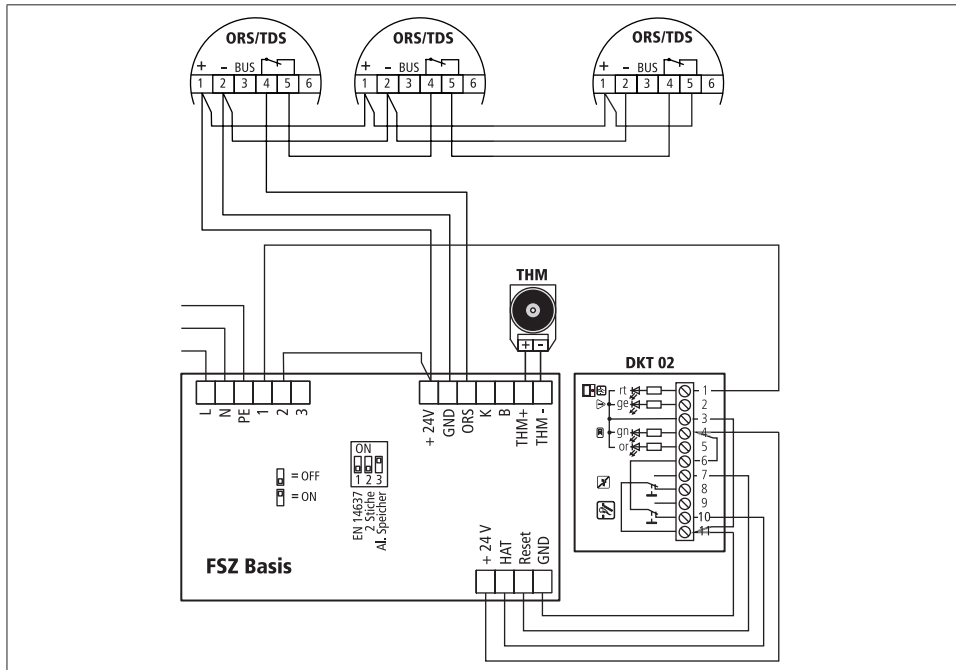 ORS/TDS
+ – BUS
1 2 3 4 5 6
ORS/TDS
+ – BUS
1 2 3 4 5 6
ORS/TDS
+ – BUS
1 2 3 4 5 6
THM
+ –
DKT 02
rt 1
ge 2
3
gn 4
or 5
6
7
8
9
10
11
L
N
PE
1
2
3
+ 24V
GND
ORS
K
B
THM+
THM -
= OFF
= ON
ON
1 2 3
EN 14637
2 Stiche
Al. Speicher
FSZ Basis
+ 24 V
HAT
Reset
GND